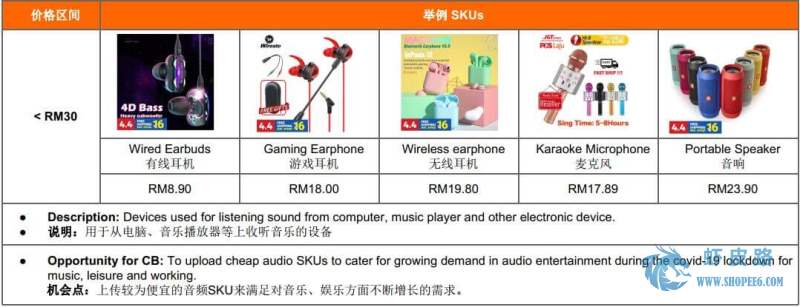 价格区间 举例 SKUs
< RM30
4D Bass
Heavy subwoofer
4.4 FREE SHIPPING RM16
Wireato
4.4 FREE SHIPPING RM16
Bluetooth Earphone V5.0
InPods 12
4.4 16
J&T PosLaju
FAST SHIP !!!
Sing Time: 5-8Hours
4.4 16
Wired Earbuds Gaming Earphone Wireless earphone Karaoke Microphone Portable Speaker
有线耳机 游戏耳机 无线耳机 麦克风 音响
RM8.90 RM18.00 RM19.80 RM17.89 RM23.90
● Description: Devices used for listening sound from computer, music player and other electronic device.
● 说明：用于从电脑、音乐播放器等上收听音乐的设备
● Opportunity for CB: To upload cheap audio SKUs to cater for growing demand in audio entertainment during the covid-19 lockdown for
music, leisure and working.
机会点：上传较为便宜的音频SKU来满足对音乐、娱乐方面不断增长的需求。
虾皮路
WWW.SHOPEE6.COM